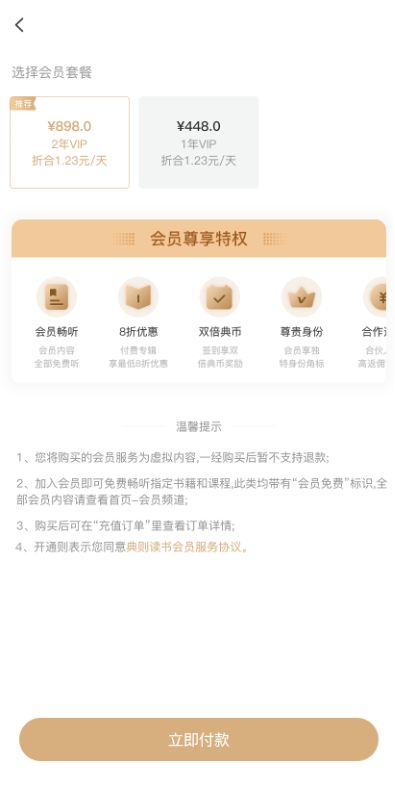 选择会员套餐
推荐
¥898.0
2年VIP
折合1.23元/天
¥448.0
1年VIP
折合1.23元/天
会员尊享特权
会员畅听
8折优惠
双倍典币
尊贵身份
合作
会员内容
全部免费听
付费专辑
享最低8折优惠
签到享双
倍典币奖励
会员享独
特身份角标
合伙
高返佣
温馨提示
1、您将购买的会员服务为虚拟内容,一经购买后暂不支持退款;
2、加入会员即可免费畅听指定书籍和课程,此类均带有“会员免费”标识,全
部会员内容请查看首页-会员频道;
3、购买后可在“充值订单”里查看订单详情;
4、开通则表示您同意典则读书会员服务协议。
立即付款